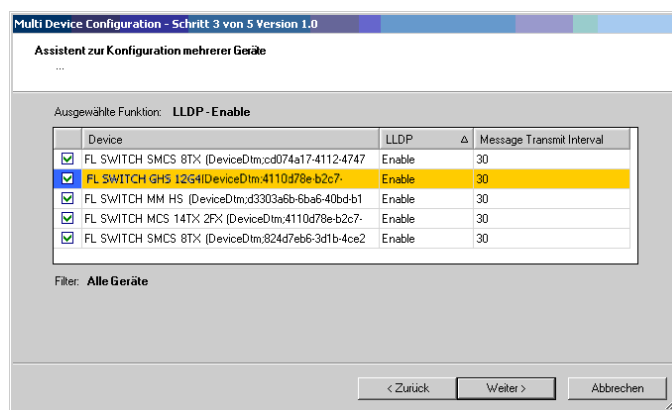 Multi Device Configuration - Schritt 3 von 5 Version 1.0
Assistent zur Konfiguration mehrerer Geräte
...
Ausgewählte Funktion: LLDP - Enable
Device LLDP Message Transmit Interval
FL SWITCH SMCS 8TX (DeviceDtm;cd074a17-4112-4747 Enable 30
FL SWITCH GHS 12G4(DeviceDtm;4110d78e-b2c7- Enable 30
FL SWITCH MM HS (DeviceDtm;d3303a6b-6ba6-40bd-b1 Enable 30
FL SWITCH MCS 14TX 2FX (DeviceDtm;4110d78e-b2c7- Enable 30
FL SWITCH SMCS 8TX (DeviceDtm;824d7eb6-3d1b-4ce2 Enable 30
Filter: Alle Geräte
< Zurück Weiter > Abbrechen